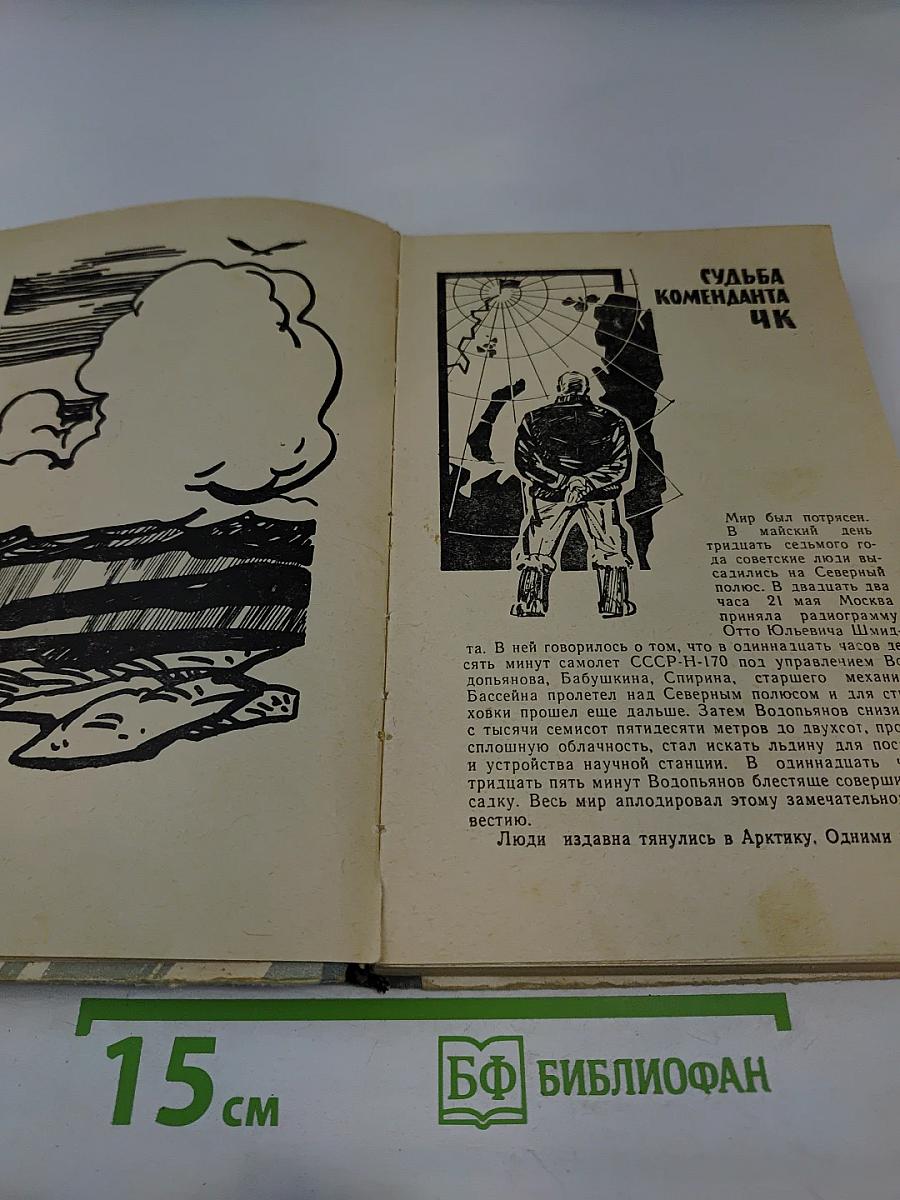 СУДЬБА
КОМЕНДАНТА
ЧК
Мир был потрясен.
В майский день
тридцать седьмого го-
да советские люди вы-
садились на Северный
полюс. В двадцать два
часа 21 мая Москва
приняла радиограмму
Отто Юльевича Шмид-
та. В ней говорилось о том, что в одиннадцать часов де
сять минут самолет СССР-Н-170 под управлением Во
допьянова, Бабушкина, Спирина, старшего механи
Бассейна пролетел над Северным полюсом и для стр
ховки прошел еще дальше. Затем Водопьянов снизи
с тысячи семисот пятидесяти метров до двухсот, про
сплошную облачность, стал искать льдину для пос
и устройства научной станции. В одиннадцать ч
тридцать пять минут Водопьянов блестяще соверши
садку. Весь мир аплодировал этому замечательно
вестию.
Люди издавна тянулись в Арктику. Одними
15 см
БФ БИБЛИОФАН